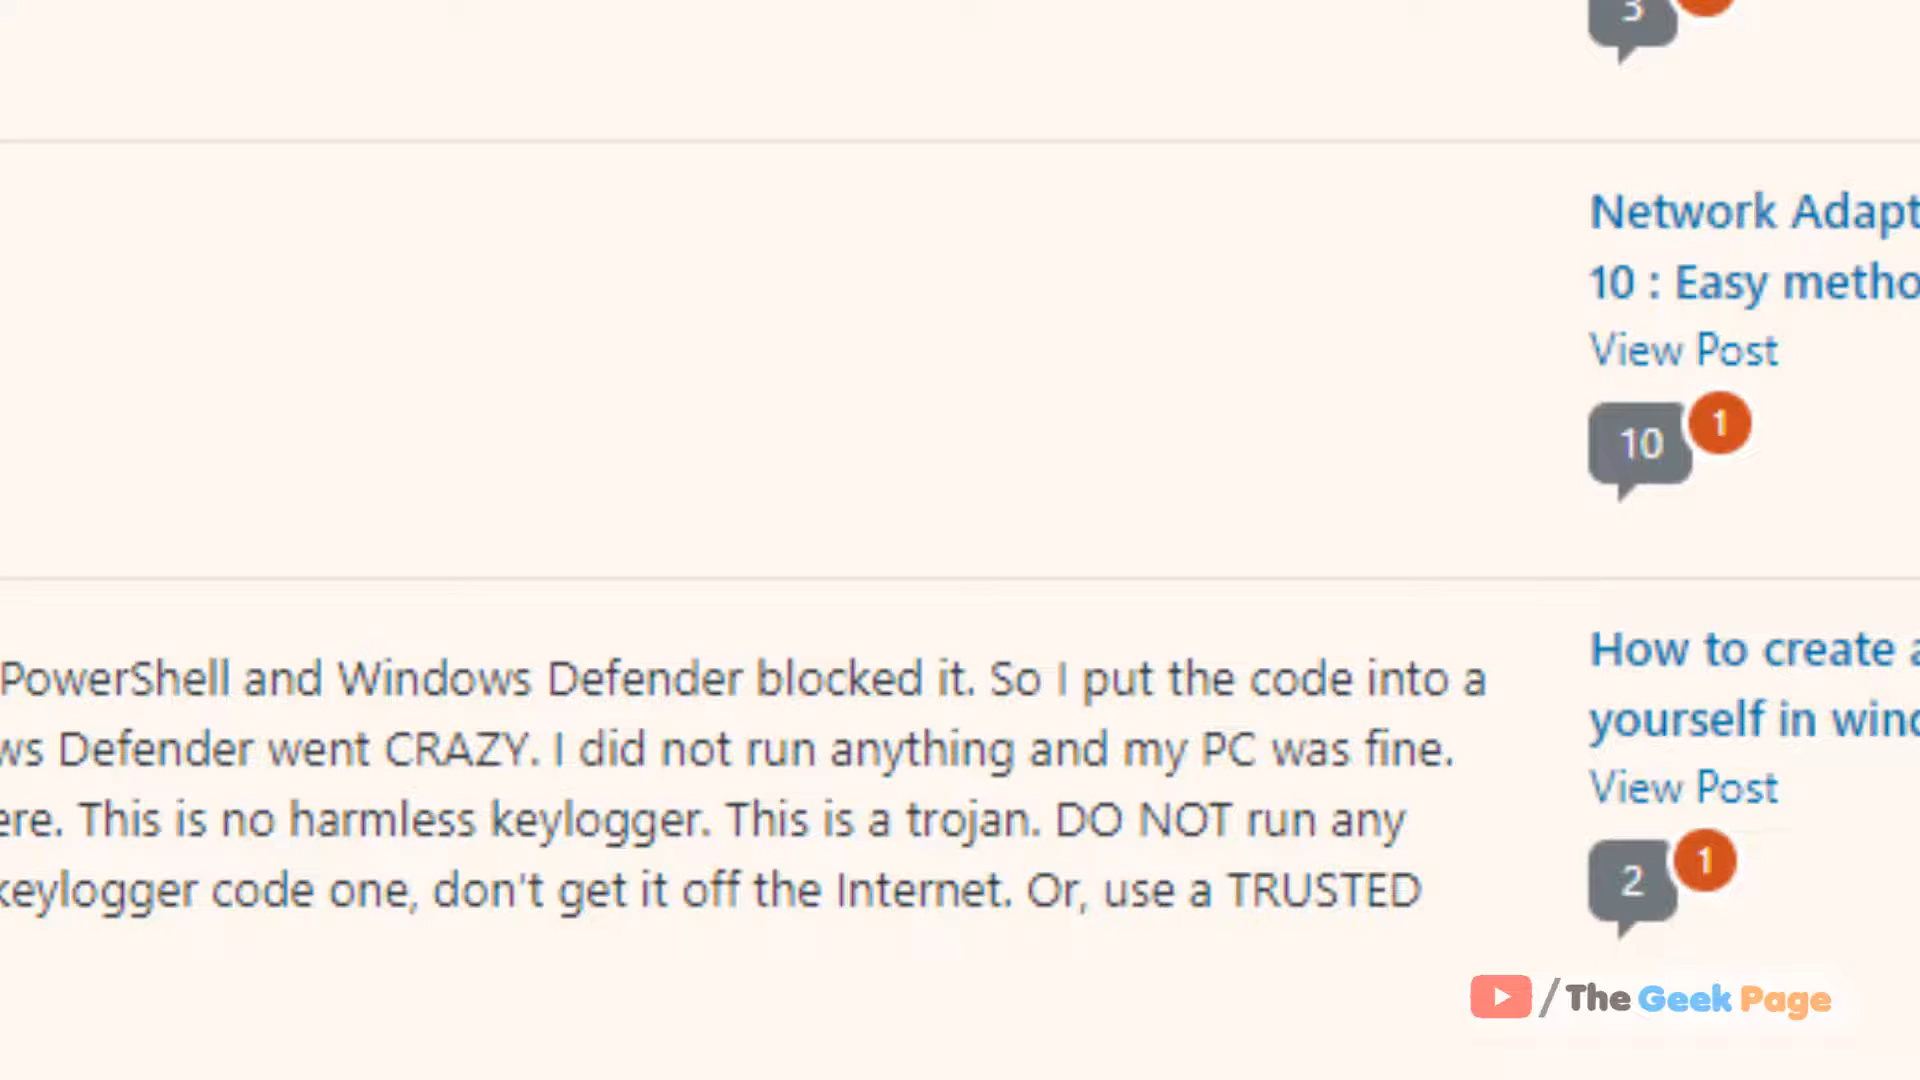 3
Network Adapt
10 : Easy metho
View Post
10
1
PowerShell and Windows Defender blocked it. So I put the code into a
ws Defender went CRAZY. I did not run anything and my PC was fine.
ere. This is no harmless keylogger. This is a trojan. DO NOT run any
keylogger code one, don't get it off the Internet. Or, use a TRUSTED
How to create a
yourself in wind
View Post
2
1
/The Geek Page